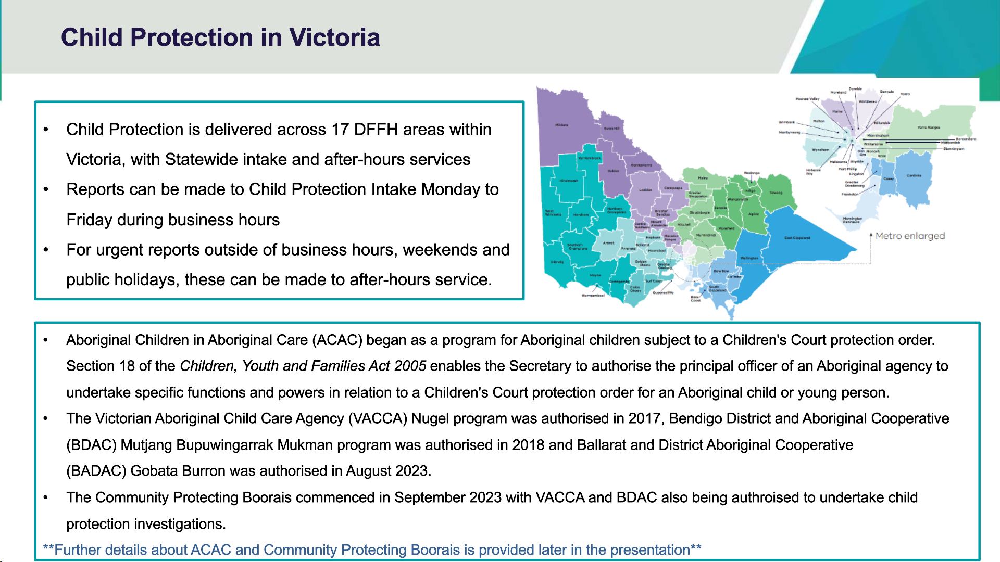 Child Protection in Victoria
• Child Protection is delivered across 17 DFFH areas within
Victoria, with Statewide intake and after-hours services
• Reports can be made to Child Protection Intake Monday to
Friday during business hours
• For urgent reports outside of business hours, weekends and
public holidays, these can be made to after-hours service.
Mildura
Swan Hill
Yarriambiack
Buloke
Gannawarra
Hindmarsh
Loddon
Campaspe
Moira
Greater
Shepparton
Wodonga
Indigo
Towong
Wangaratta
Benalla
Alpine
West
Wimmera
Horsham
Northern
Grampians
Greater
Bendigo
Strathbogie
Central
Goldfields
Mount
Alexander
Mitchell
Mansfield
Macedon
Ranges
Murrindindi
Hepburn
Ararat
Pyrenees
Ballarat
Moorabool
Southern
Grampians
Glenelg
Golden
Plains
Greater
Geelong
Moyne
Corangamite
Colac
Otway
Surf Coast
Warrnambool
Queenscliffe
Bass
Coast
South
Gippsland
Baw Baw
Latrobe
Wellington
East Gippsland
Darebin
Moreland
Banyule
Yarra
Moonee Valley
Whittlesea
Hume
Melton
Brimbank
Maribyrnong
Nillumbik
Yarra Ranges
Manningham
Whitehorse
Boroondara
Maroondah
Stonnington
Wyndham
Glen
Eira
Monash
Knox
Melbourne
Bayside
Hobsons
Bay
Port Phillip
Kingston
Greater
Dandenong
Casey
Cardinia
Frankston
Mornington
Peninsula
Metro enlarged
• Aboriginal Children in Aboriginal Care (ACAC) began as a program for Aboriginal children subject to a Children's Court protection order.
Section 18 of the Children, Youth and Families Act 2005 enables the Secretary to authorise the principal officer of an Aboriginal agency to
undertake specific functions and powers in relation to a Children's Court protection order for an Aboriginal child or young person.
• The Victorian Aboriginal Child Care Agency (VACCA) Nugel program was authorised in 2017, Bendigo District and Aboriginal Cooperative
(BDAC) Mutjang Bupuwingarrak Mukman program was authorised in 2018 and Ballarat and District Aboriginal Cooperative
(BADAC) Gobata Burron was authorised in August 2023.
• The Community Protecting Boorais commenced in September 2023 with VACCA and BDAC also being authroised to undertake child
protection investigations.
**Further details about ACAC and Community Protecting Boorais is provided later in the presentation**